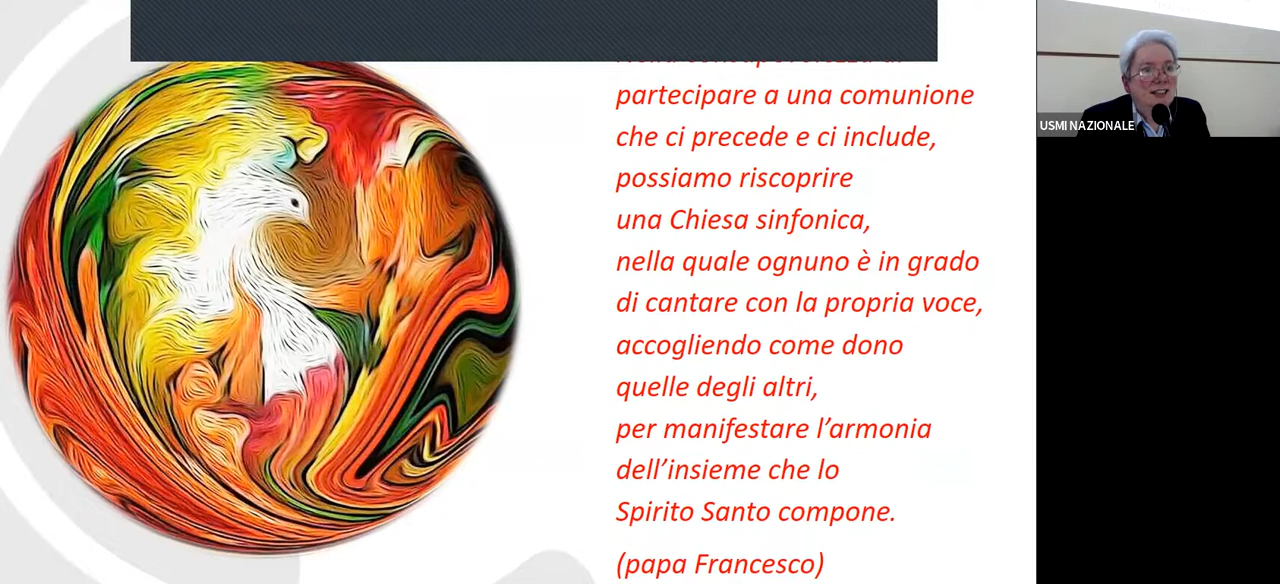 partecipare a una comunione
che ci precede e ci include,
possiamo riscoprire
una Chiesa sinfonica,
nella quale ognuno è in grado
di cantare con la propria voce,
accogliendo come dono
quelle degli altri,
per manifestare l’armonia
dell’insieme che lo
Spirito Santo compone.
(papa Francesco)
USMI NAZIONALE